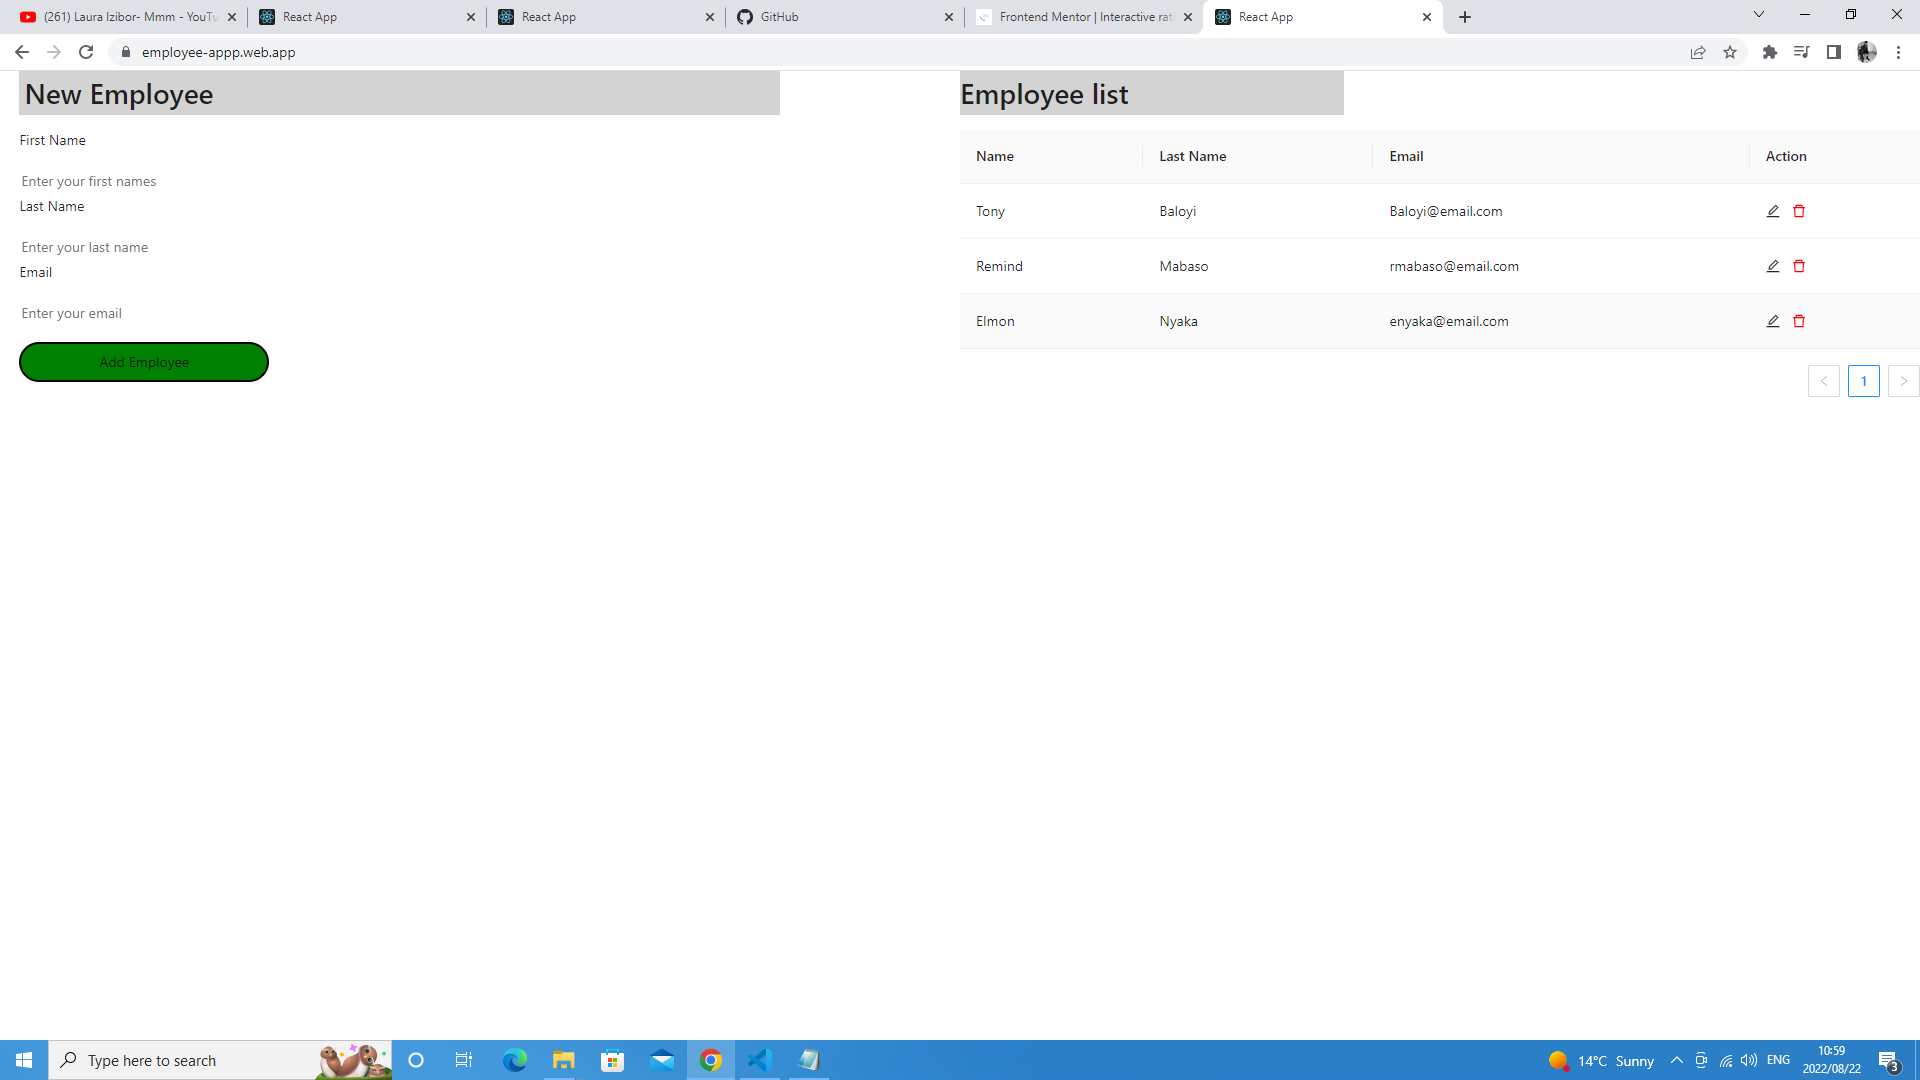 (261) Laura Izibor- Mmm - YouTu
React App
React App
GitHub
Frontend Mentor | Interactive rat
React App
employee-appp.web.app
New Employee
First Name
Enter your first names
Last Name
Enter your last name
Email
Enter your email
Add Employee
Employee list
Name Last Name Email Action
Tony Baloyi Baloyi@email.com
Remind Mabaso rmabaso@email.com
Elmon Nyaka enyaka@email.com
1
Type here to search
14°C Sunny
ENG
10:59
2022/08/22
3